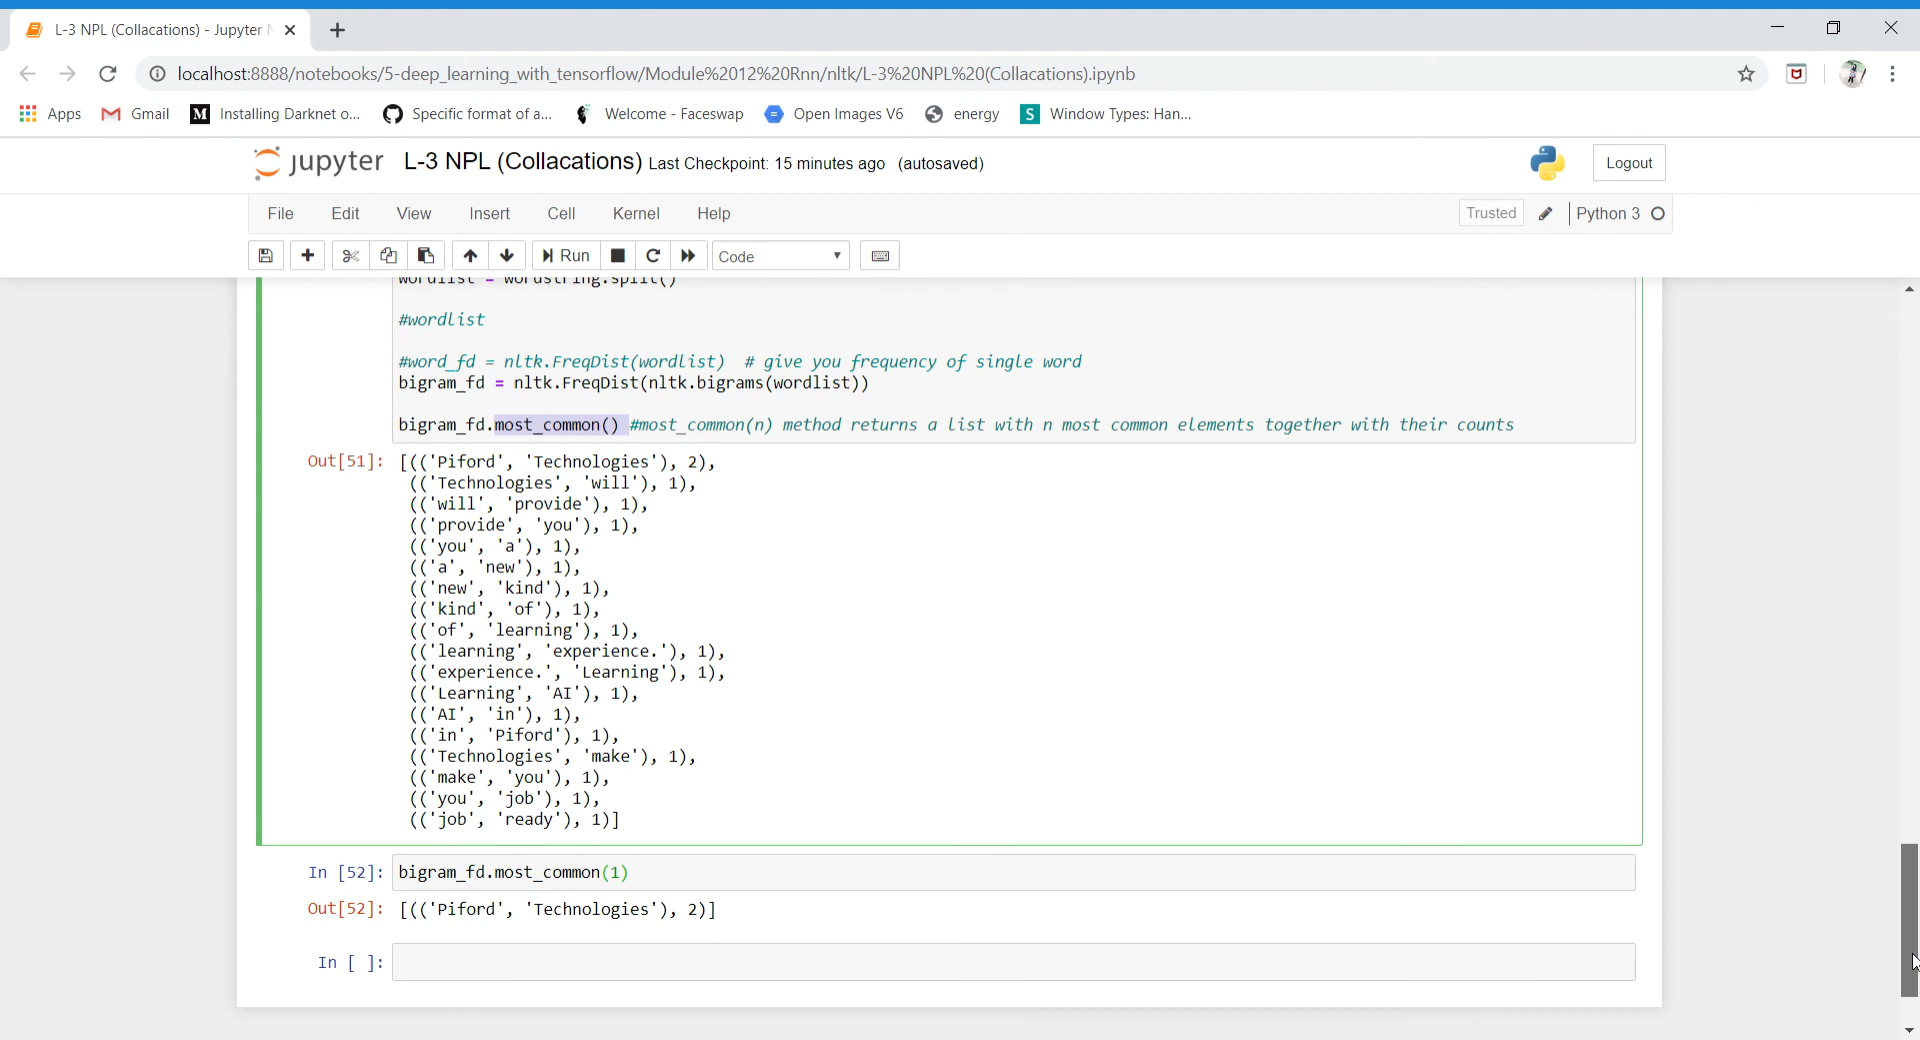 L-3 NPL (Collacations) - Jupyter N
localhost:8888/notebooks/5-deep_learning_with_tensorflow/Module%2012%20Rnn/nltk/L-3%20NPL%20(Collacations).ipynb
Apps Gmail M Installing Darknet o... Specific format of a... Welcome - Faceswap Open Images V6 energy S Window Types: Han...
jupyter L-3 NPL (Collacations) Last Checkpoint: 15 minutes ago (autosaved) Logout
File Edit View Insert Cell Kernel Help Trusted Python 3
Run Code
wordlist = wordstring.split()
#wordlist
#word_fd = nltk.FreqDist(wordlist) # give you frequency of single word
bigram_fd = nltk.FreqDist(nltk.bigrams(wordlist))
bigram_fd.most_common() #most_common(n) method returns a list with n most common elements together with their counts
Out[51]: [(('Piford', 'Technologies'), 2),
(('Technologies', 'will'), 1),
(('will', 'provide'), 1),
(('provide', 'you'), 1),
(('you', 'a'), 1),
(('a', 'new'), 1),
(('new', 'kind'), 1),
(('kind', 'of'), 1),
(('of', 'learning'), 1),
(('learning', 'experience.'), 1),
(('experience.', 'Learning'), 1),
(('Learning', 'AI'), 1),
(('AI', 'in'), 1),
(('in', 'Piford'), 1),
(('Technologies', 'make'), 1),
(('make', 'you'), 1),
(('you', 'job'), 1),
(('job', 'ready'), 1)]
In [52]: bigram_fd.most_common(1)
Out[52]: [(('Piford', 'Technologies'), 2)]
In [ ]: